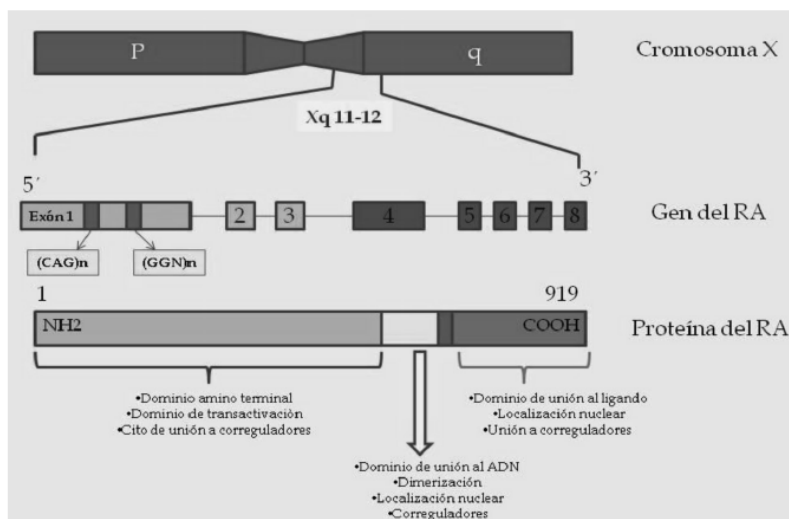 P
q
Cromosoma X
Xq 11-12
5´
3´
Exón 1
2
3
4
5
6
7
8
Gen del RA
(CAG)n
(GGN)n
1
919
NH2
COOH
Proteína del RA
•Dominio amino terminal
•Dominio de transactivaciòn
•Cito de unión a correguladores
•Dominio de unión al ligando
•Localización nuclear
•Unión a correguladores
•Dominio de unión al ADN
•Dimerización
•Localización nuclear
•Correguladores